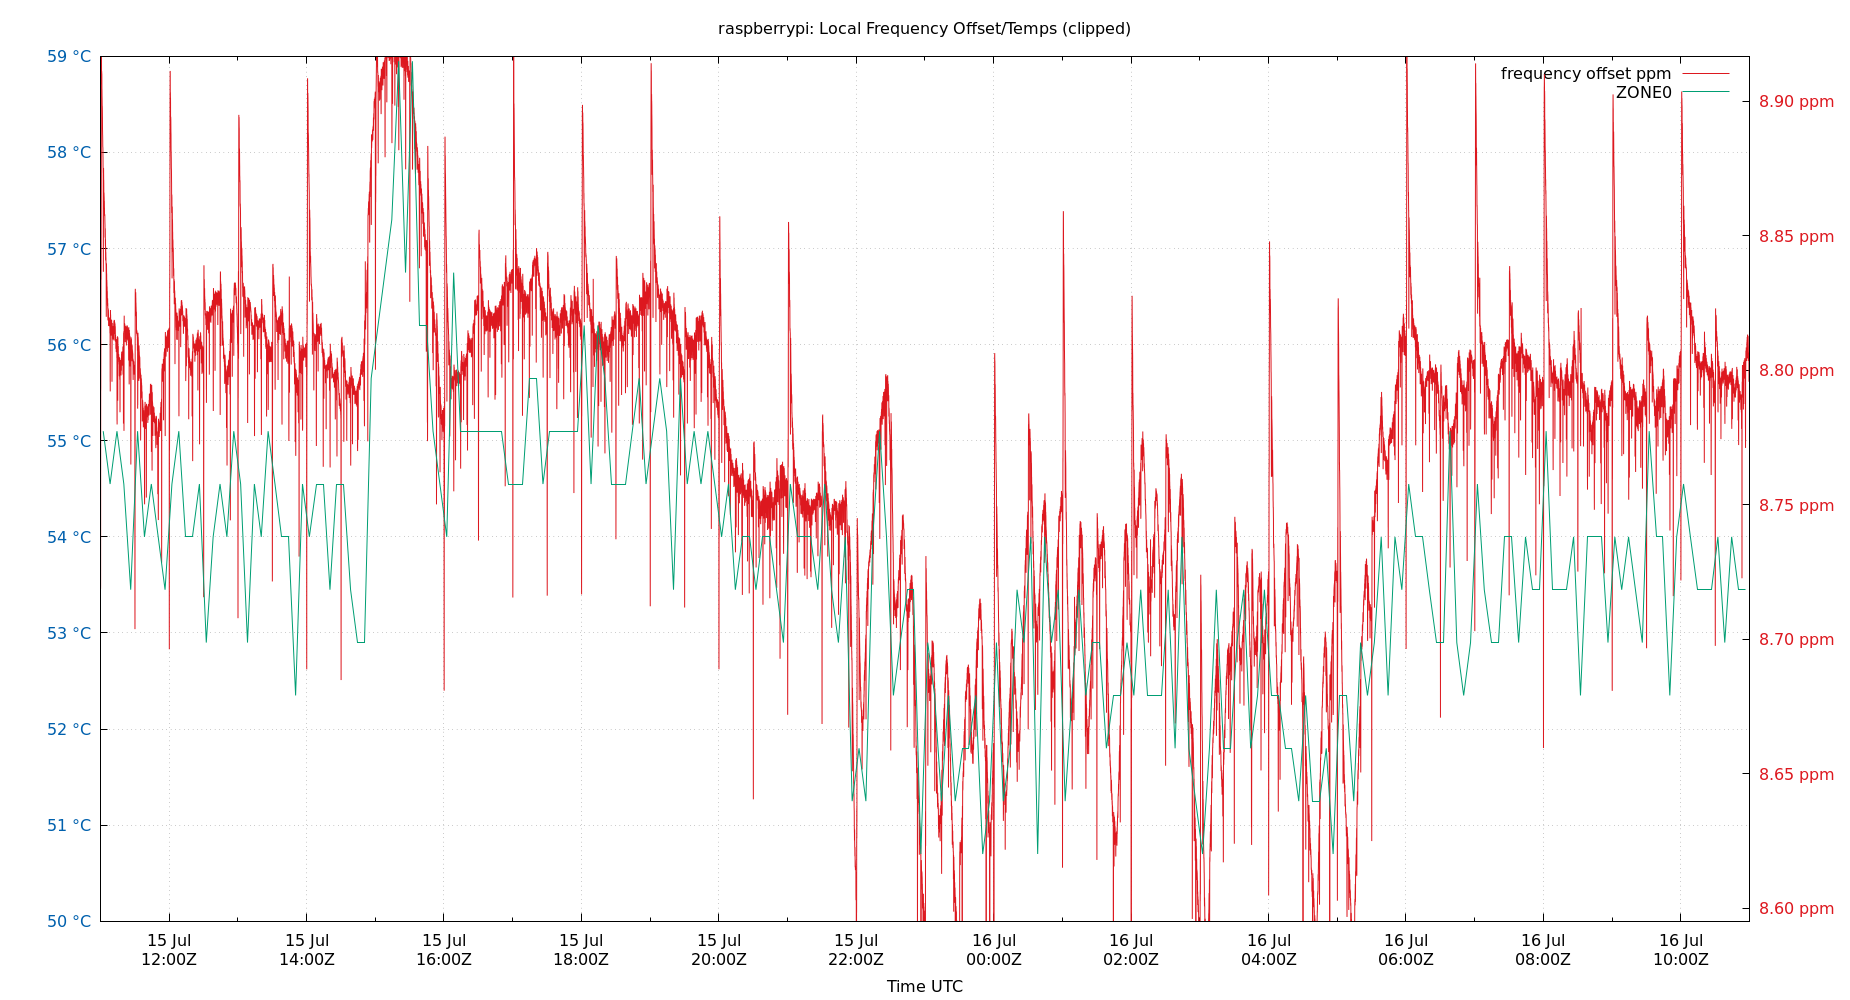 raspberrypi: Local Frequency Offset/Temps (clipped)
frequency offset ppm
ZONE0
59 °C
58 °C
57 °C
56 °C
55 °C
54 °C
53 °C
52 °C
51 °C
50 °C
8.90 ppm
8.85 ppm
8.80 ppm
8.75 ppm
8.70 ppm
8.65 ppm
8.60 ppm
15 Jul 15 Jul 15 Jul 15 Jul 15 Jul 15 Jul 16 Jul 16 Jul 16 Jul 16 Jul 16 Jul 16 Jul
12:00Z 14:00Z 16:00Z 18:00Z 20:00Z 22:00Z 00:00Z 02:00Z 04:00Z 06:00Z 08:00Z 10:00Z
Time UTC